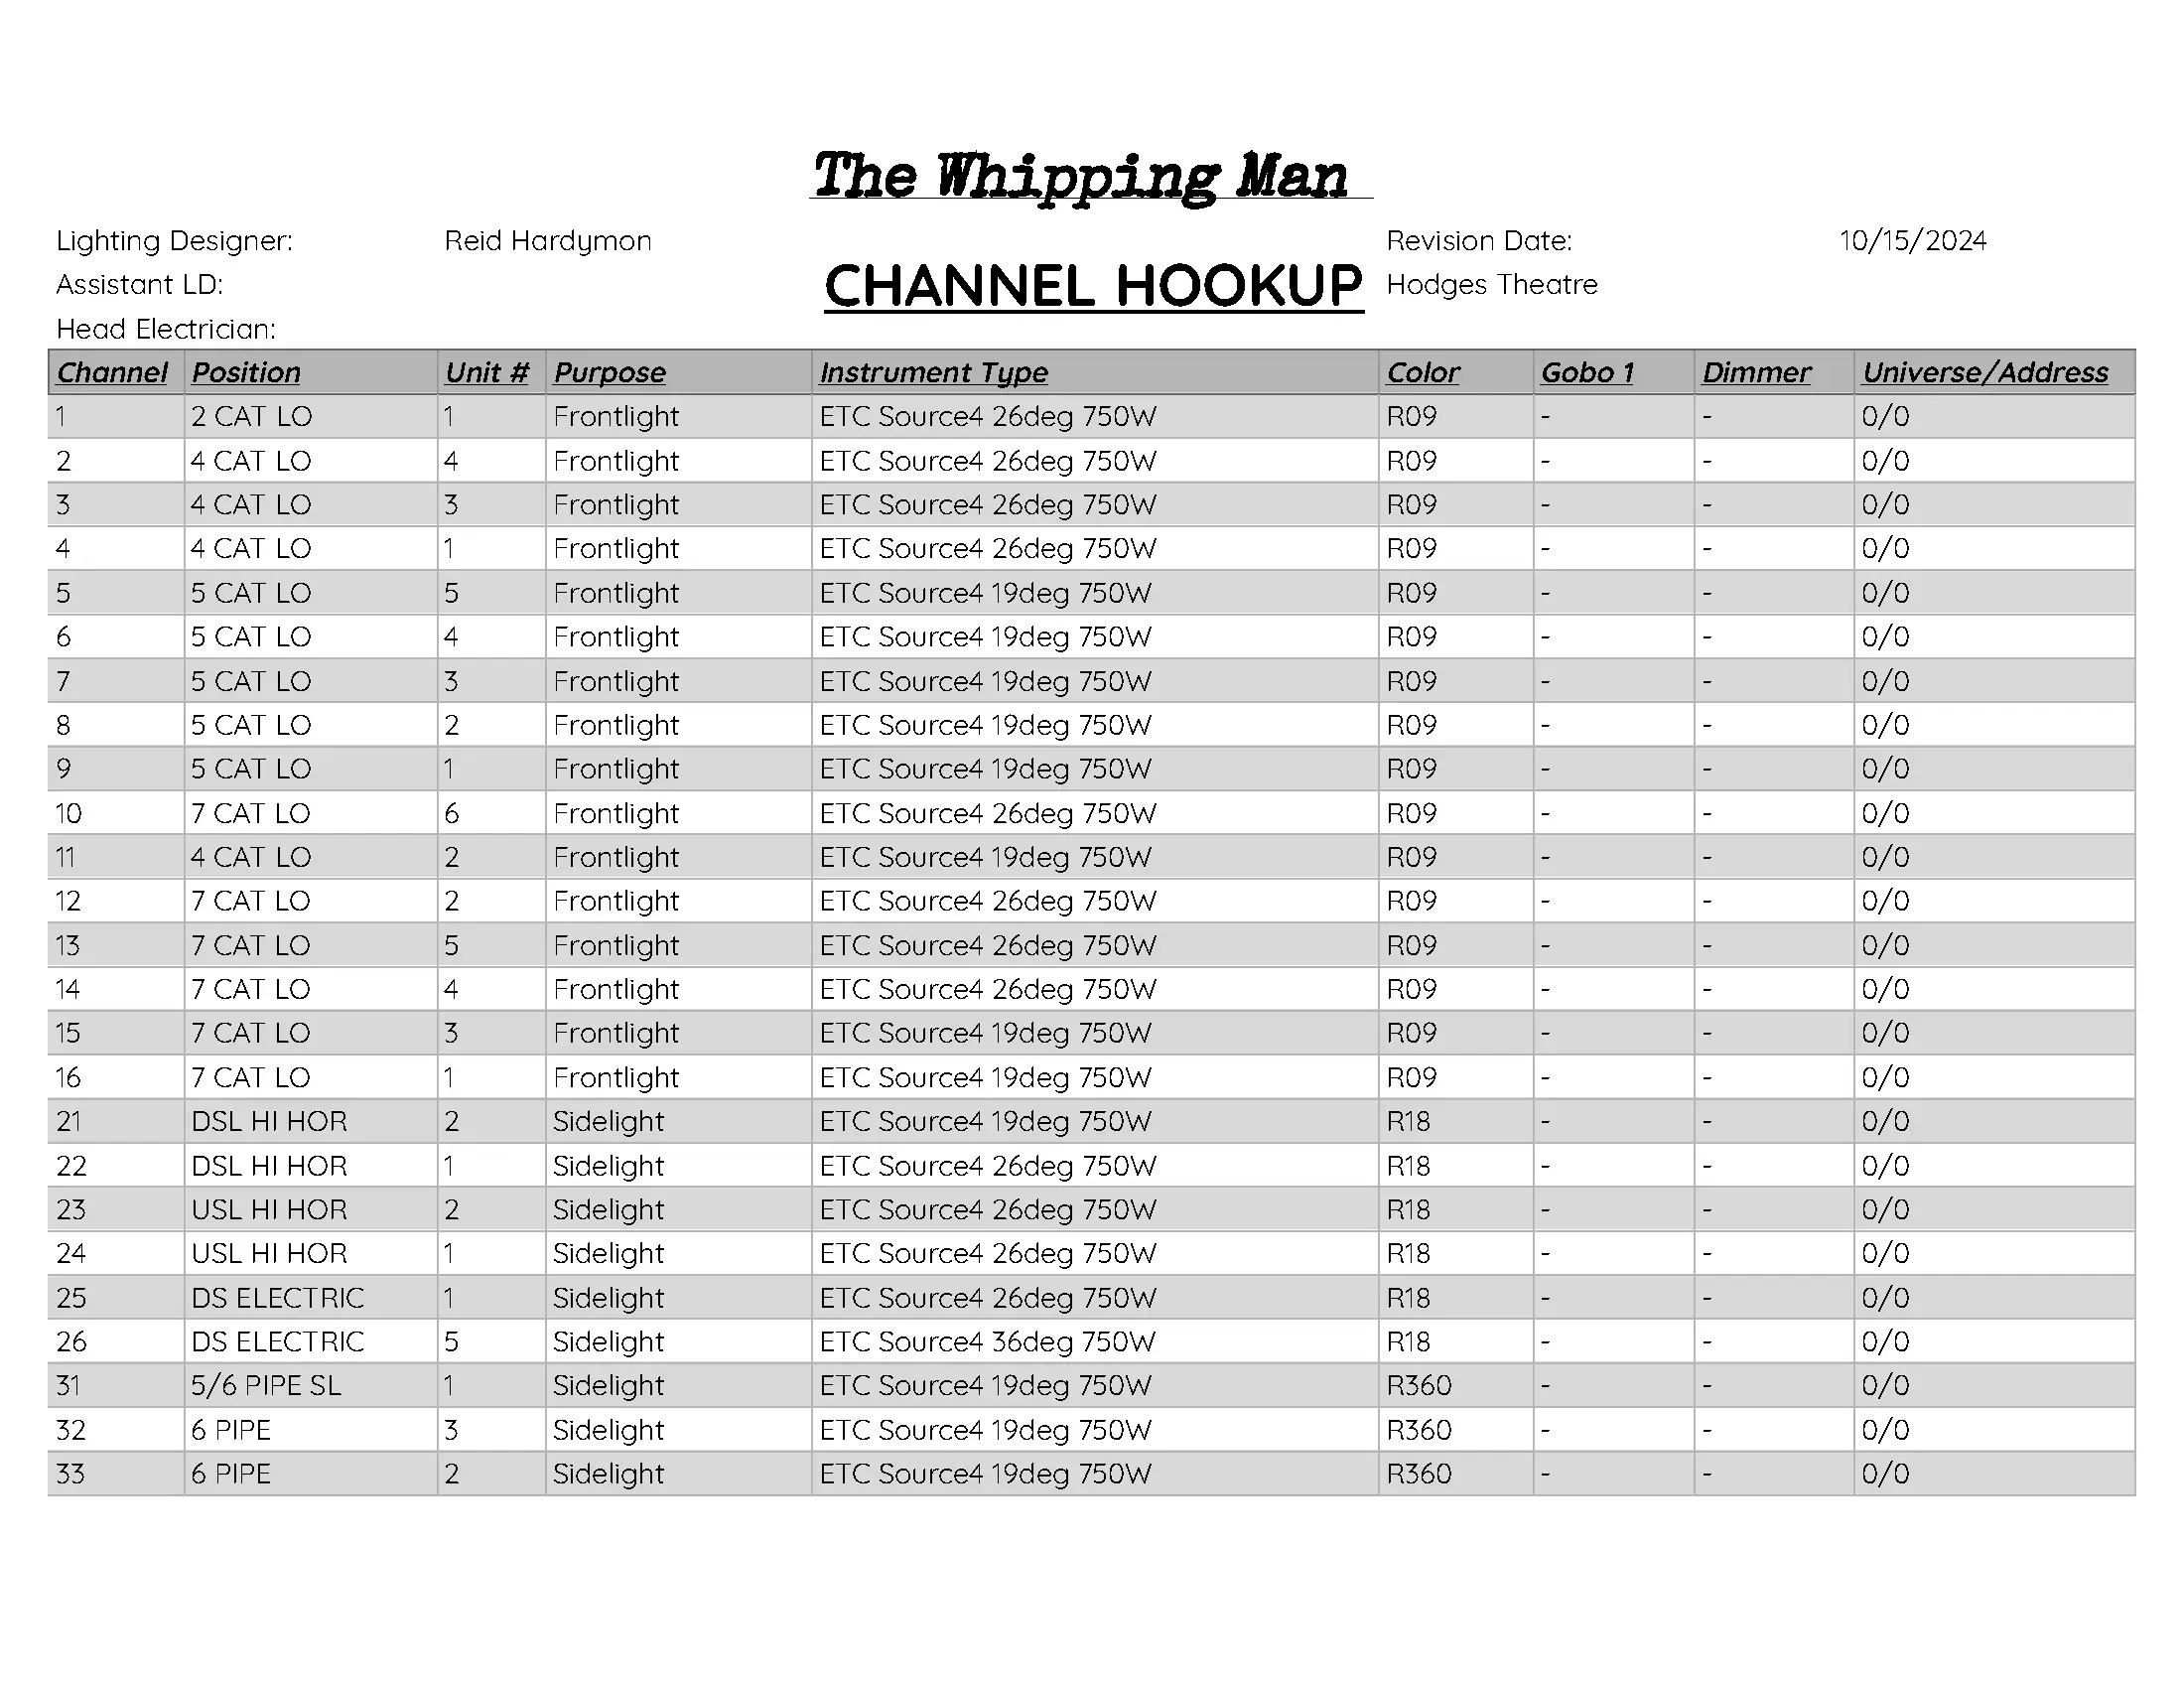 The Whipping Man
Lighting Designer: Reid Hardymon Revision Date: 10/15/2024
Assistant LD: CHANNEL HOOKUP Hodges Theatre
Head Electrician:
Channel Position Unit # Purpose Instrument Type Color Gobo 1 Dimmer Universe/Address
1 2 CAT LO 1 Frontlight ETC Source4 26deg 750W R09 - - 0/0
2 4 CAT LO 4 Frontlight ETC Source4 26deg 750W R09 - - 0/0
3 4 CAT LO 3 Frontlight ETC Source4 26deg 750W R09 - - 0/0
4 4 CAT LO 1 Frontlight ETC Source4 26deg 750W R09 - - 0/0
5 5 CAT LO 5 Frontlight ETC Source4 19deg 750W R09 - - 0/0
6 5 CAT LO 4 Frontlight ETC Source4 19deg 750W R09 - - 0/0
7 5 CAT LO 3 Frontlight ETC Source4 19deg 750W R09 - - 0/0
8 5 CAT LO 2 Frontlight ETC Source4 19deg 750W R09 - - 0/0
9 5 CAT LO 1 Frontlight ETC Source4 19deg 750W R09 - - 0/0
10 7 CAT LO 6 Frontlight ETC Source4 26deg 750W R09 - - 0/0
11 4 CAT LO 2 Frontlight ETC Source4 19deg 750W R09 - - 0/0
12 7 CAT LO 2 Frontlight ETC Source4 26deg 750W R09 - - 0/0
13 7 CAT LO 5 Frontlight ETC Source4 26deg 750W R09 - - 0/0
14 7 CAT LO 4 Frontlight ETC Source4 26deg 750W R09 - - 0/0
15 7 CAT LO 3 Frontlight ETC Source4 19deg 750W R09 - - 0/0
16 7 CAT LO 1 Frontlight ETC Source4 19deg 750W R09 - - 0/0
21 DSL HI HOR 2 Sidelight ETC Source4 19deg 750W R18 - - 0/0
22 DSL HI HOR 1 Sidelight ETC Source4 26deg 750W R18 - - 0/0
23 USL HI HOR 2 Sidelight ETC Source4 26deg 750W R18 - - 0/0
24 USL HI HOR 1 Sidelight ETC Source4 26deg 750W R18 - - 0/0
25 DS ELECTRIC 1 Sidelight ETC Source4 26deg 750W R18 - - 0/0
26 DS ELECTRIC 5 Sidelight ETC Source4 36deg 750W R18 - - 0/0
31 5/6 PIPE SL 1 Sidelight ETC Source4 19deg 750W R360 - - 0/0
32 6 PIPE 3 Sidelight ETC Source4 19deg 750W R360 - - 0/0
33 6 PIPE 2 Sidelight ETC Source4 19deg 750W R360 - - 0/0